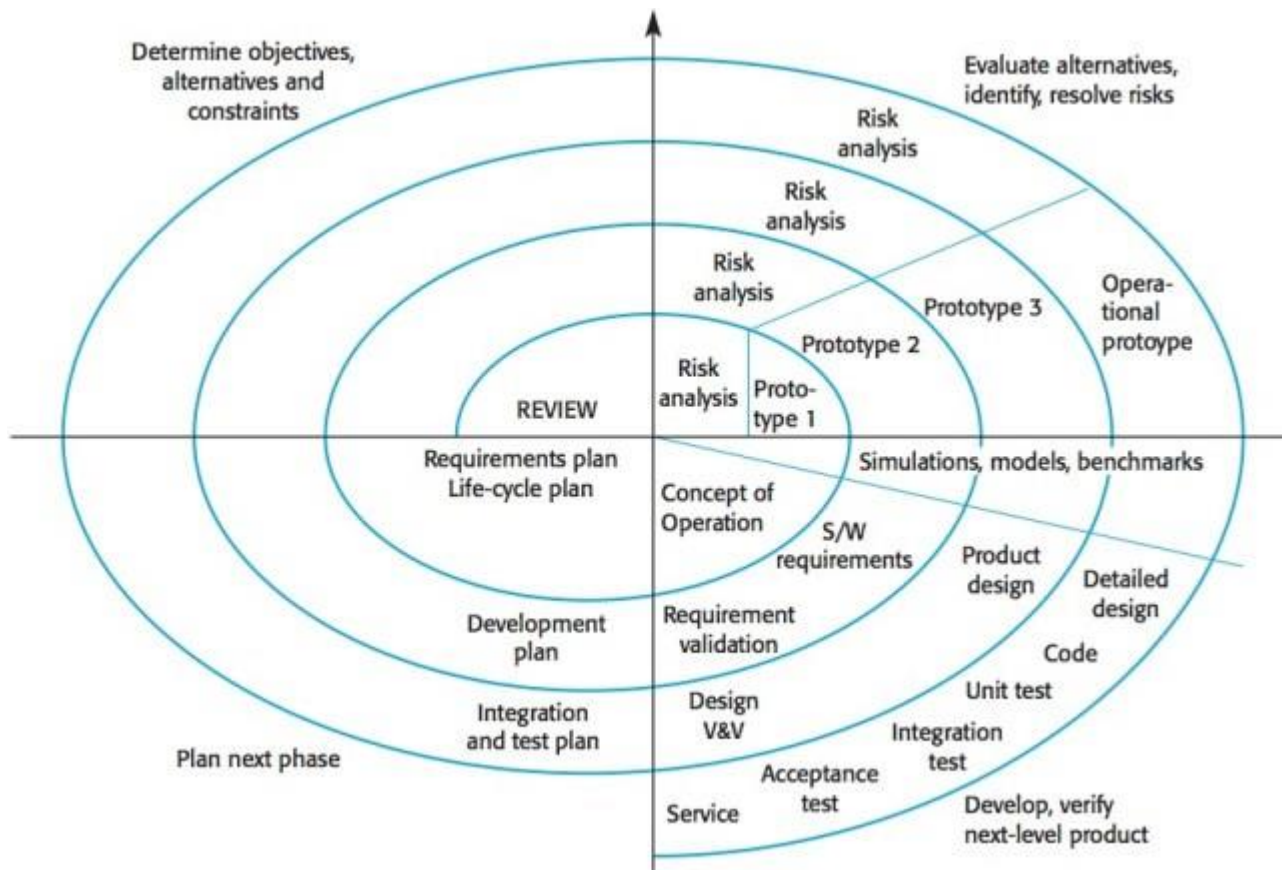 Determine objectives,
alternatives and
constraints
Evaluate alternatives,
identify, resolve risks
Risk
analysis
Risk
analysis
Risk
analysis
Risk
analysis
Proto-
type 1
Prototype 2
Prototype 3
Opera-
tional
protoype
REVIEW
Requirements plan
Life-cycle plan
Simulations, models, benchmarks
Concept of
Operation
S/W
requirements
Product
design
Detailed
design
Development
plan
Requirement
validation
Code
Unit test
Integration
and test plan
Design
V&V
Integration
test
Plan next phase
Acceptance
test
Service
Develop, verify
next-level product